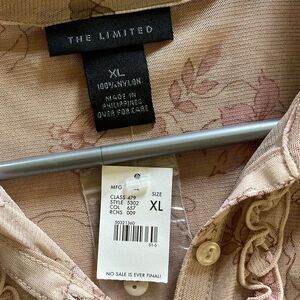 THE LIMITED
XL
100% NYLON
MADE IN
PHILIPPINES
OVER FOR CARE
MFG
CLASS 479
STYLE 5302
COL 657
RCHS 009
SIZE
XL
50321340
NO SALE IS EVER FINAL!